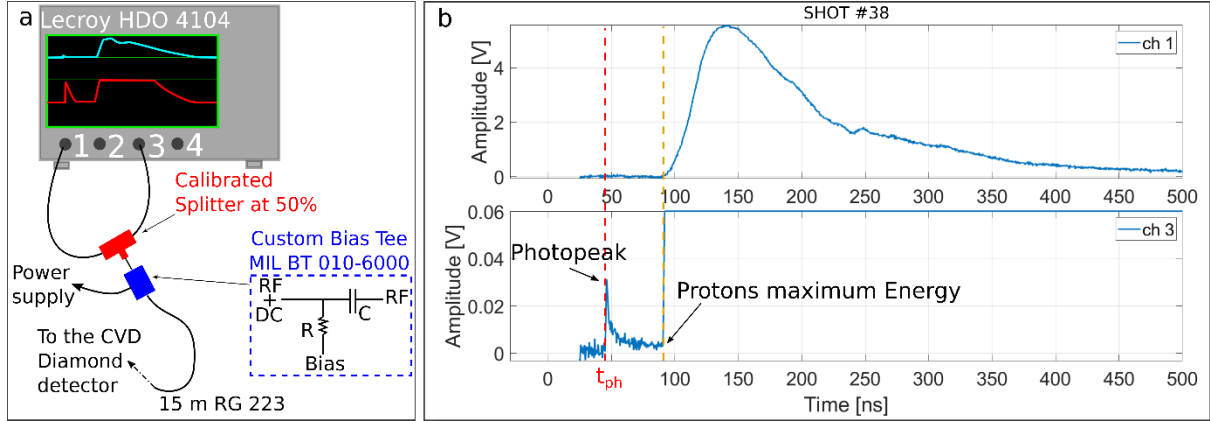 a
Lecroy HDO 4104
1 2 3 4
Calibrated
Splitter at 50%
Custom Bias Tee
MIL BT 010-6000
Power
supply
RF
+
DC
C
RF
R
Bias
To the CVD
Diamond
detector
15 m RG 223
b
SHOT #38
ch 1
Amplitude [V]
4
2
0
0 50 100 150 200 250 300 350 400 450 500
ch 3
Amplitude [V]
0.06
0.04
0.02
0
Photopeak
Protons maximum Energy
0 50 100 150 200 250 300 350 400 450 500
tph
Time [ns]